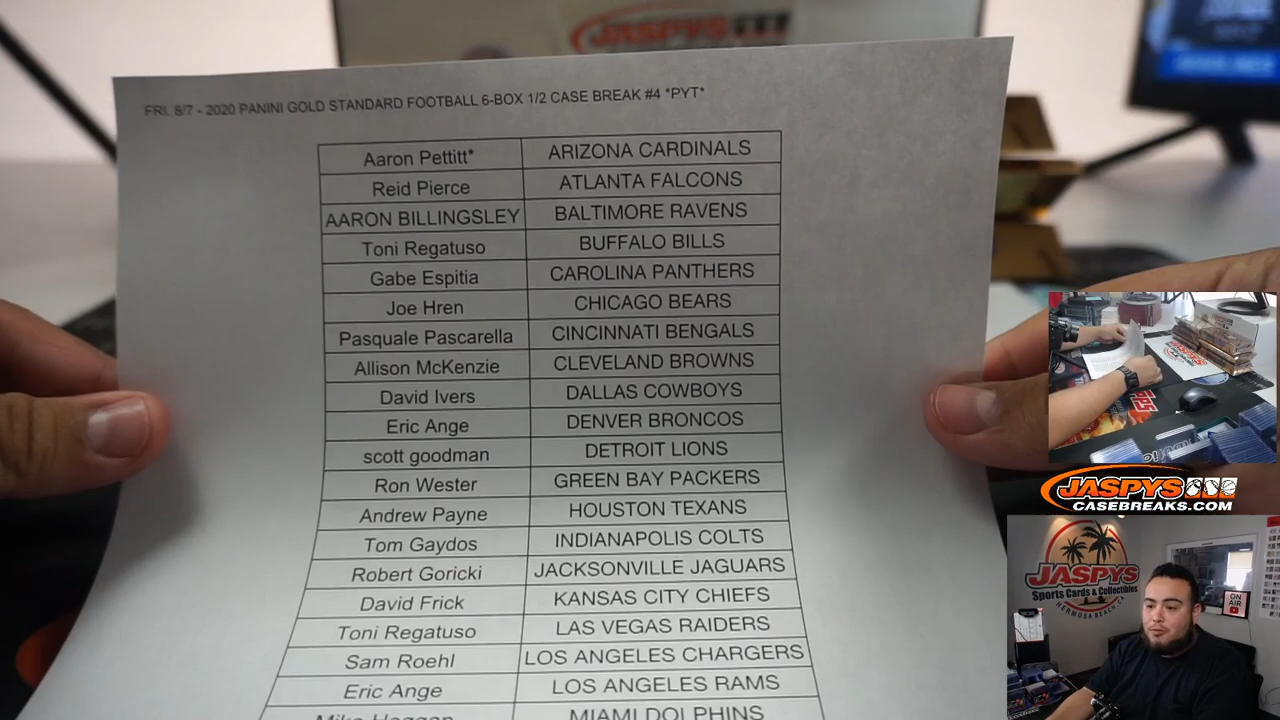 JASPYS
FRI. 8/7 - 2020 PANINI GOLD STANDARD FOOTBALL 6-BOX 1/2 CASE BREAK #4 *PYT*
Aaron Pettitt* ARIZONA CARDINALS
Reid Pierce ATLANTA FALCONS
AARON BILLINGSLEY BALTIMORE RAVENS
Toni Regatuso BUFFALO BILLS
Gabe Espitia CAROLINA PANTHERS
Joe Hren CHICAGO BEARS
Pasquale Pascarella CINCINNATI BENGALS
Allison McKenzie CLEVELAND BROWNS
David Ivers DALLAS COWBOYS
Eric Ange DENVER BRONCOS
scott goodman DETROIT LIONS
Ron Wester GREEN BAY PACKERS
Andrew Payne HOUSTON TEXANS
Tom Gaydos INDIANAPOLIS COLTS
Robert Goricki JACKSONVILLE JAGUARS
David Frick KANSAS CITY CHIEFS
Toni Regatuso LAS VEGAS RAIDERS
Sam Roehl LOS ANGELES CHARGERS
Eric Ange LOS ANGELES RAMS
MIAMI DOLPHINS
JASPYS
CASEBREAKS.COM
JASPYS
Sports Cards & Collectibles
HERMOSA BEACH, CA
ON AIR